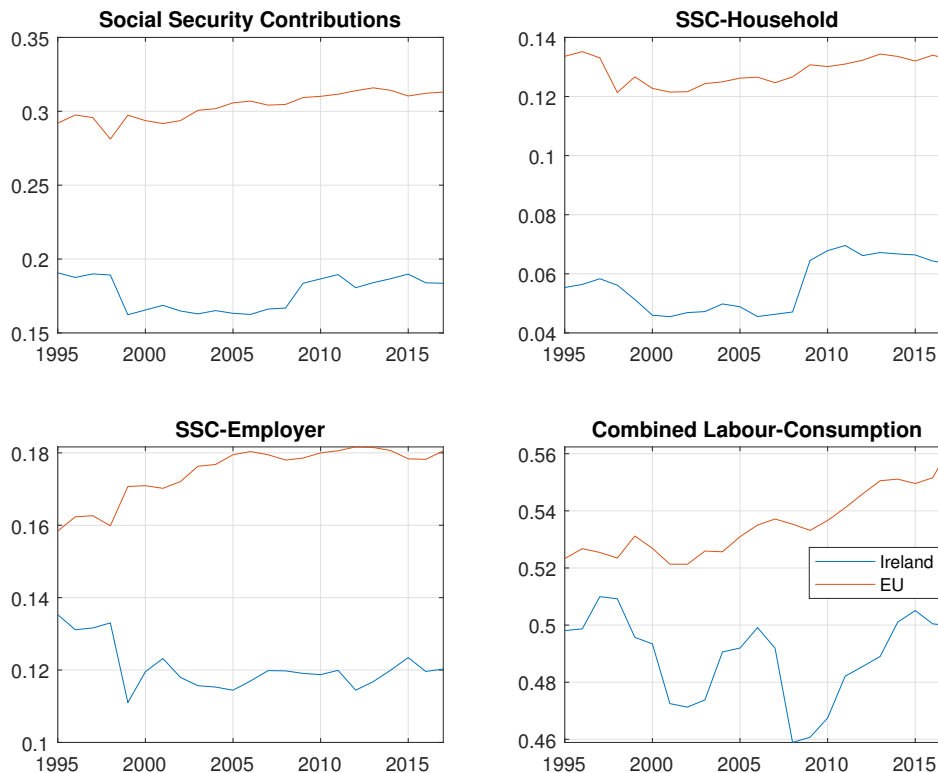 Social Security Contributions
0.35
0.3
0.25
0.2
0.15
1995 2000 2005 2010 2015
SSC-Household
0.14
0.12
0.1
0.08
0.06
0.04
1995 2000 2005 2010 2015
SSC-Employer
0.18
0.16
0.14
0.12
0.1
1995 2000 2005 2010 2015
Combined Labour-Consumption
0.56
0.54
0.52
0.5
0.48
0.46
1995 2000 2005 2010 2015
Ireland
EU